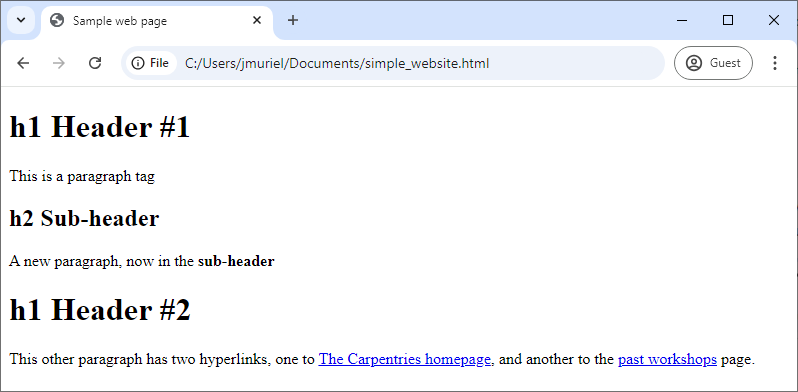 Sample web page
File C:/Users/jmuriel/Documents/simple_website.html Guest
h1 Header #1
This is a paragraph tag
h2 Sub-header
A new paragraph, now in the sub-header
h1 Header #2
This other paragraph has two hyperlinks, one to The Carpentries homepage, and another to the past workshops page.